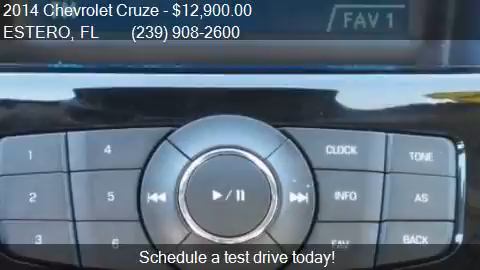 2014 Chevrolet Cruze - $12,900.00
ESTERO, FL (239) 908-2600
FAV 1
1 4 CLOCK TONE
2 5 INFO AS
3 6 FAV BACK
Schedule a test drive today!